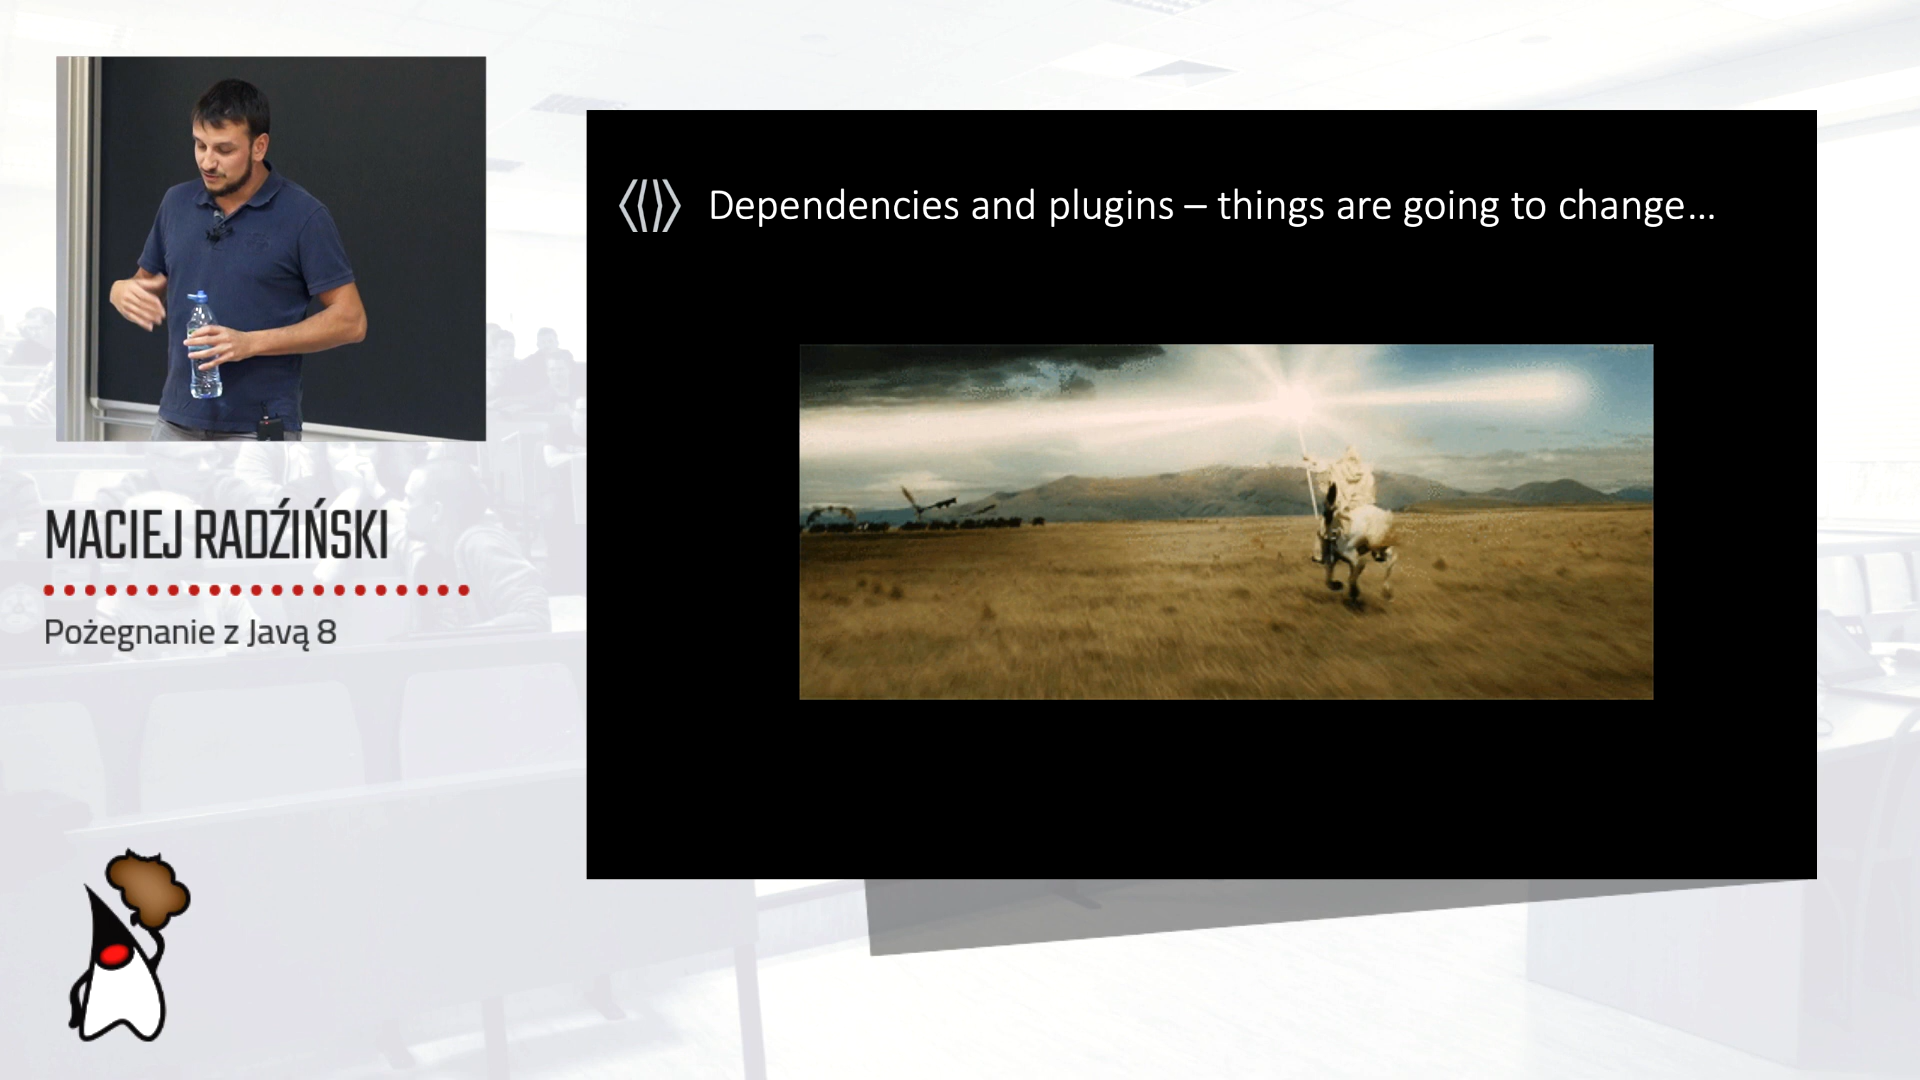 Dependencies and plugins – things are going to change...
MACIEJ RADŹIŃSKI
Pożegnanie z Javą 8